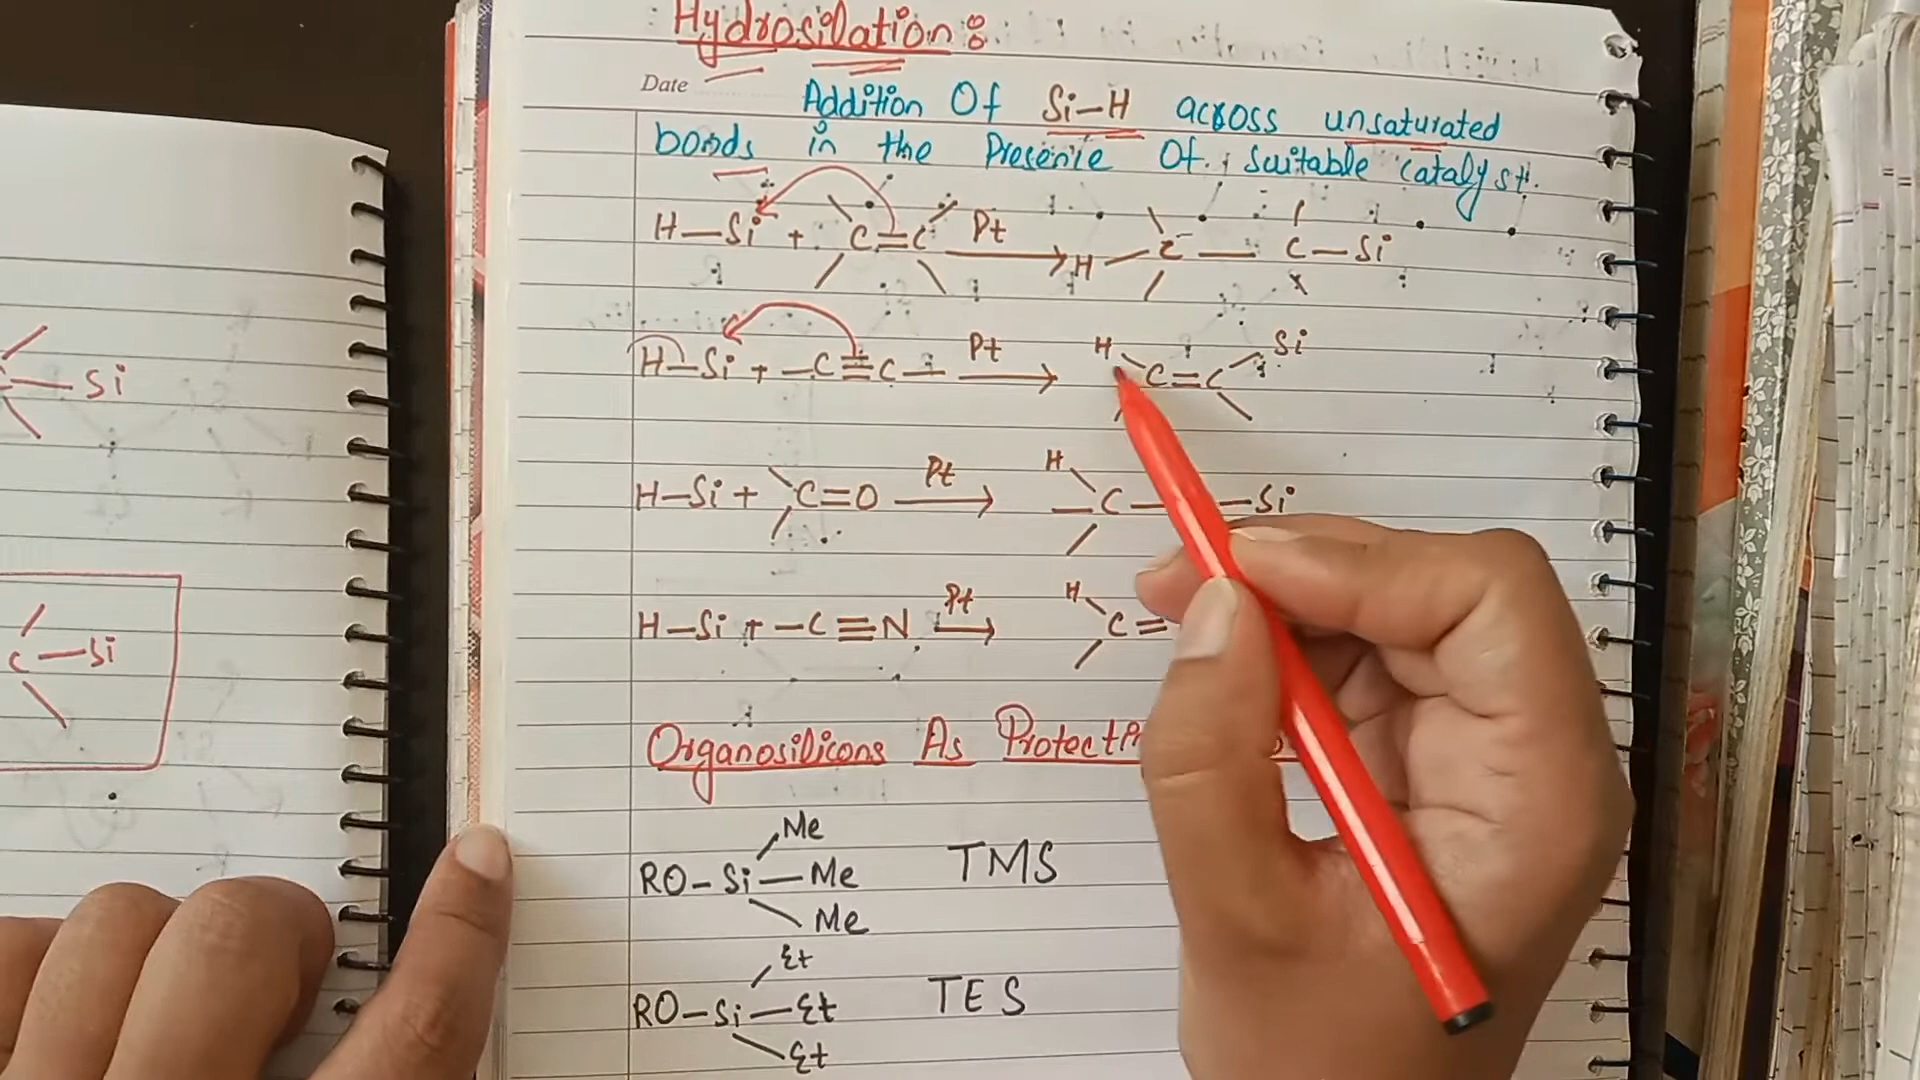 Hydrosilation:
Date
Addition Of Si-H across unsaturated
bonds in the Presence Of suitable catalyst.
H-Si + C=C Pt → H C - C - Si
H-Si + -C≡C- Pt → H C=C Si
H-Si + C=O Pt → H - C - - Si
H-Si + -C≡N Pt → H C=
Organosilicons As
RO-Si-Me Me Me TMS
RO-Si-Et Et Et TES
C - Si
C - Si